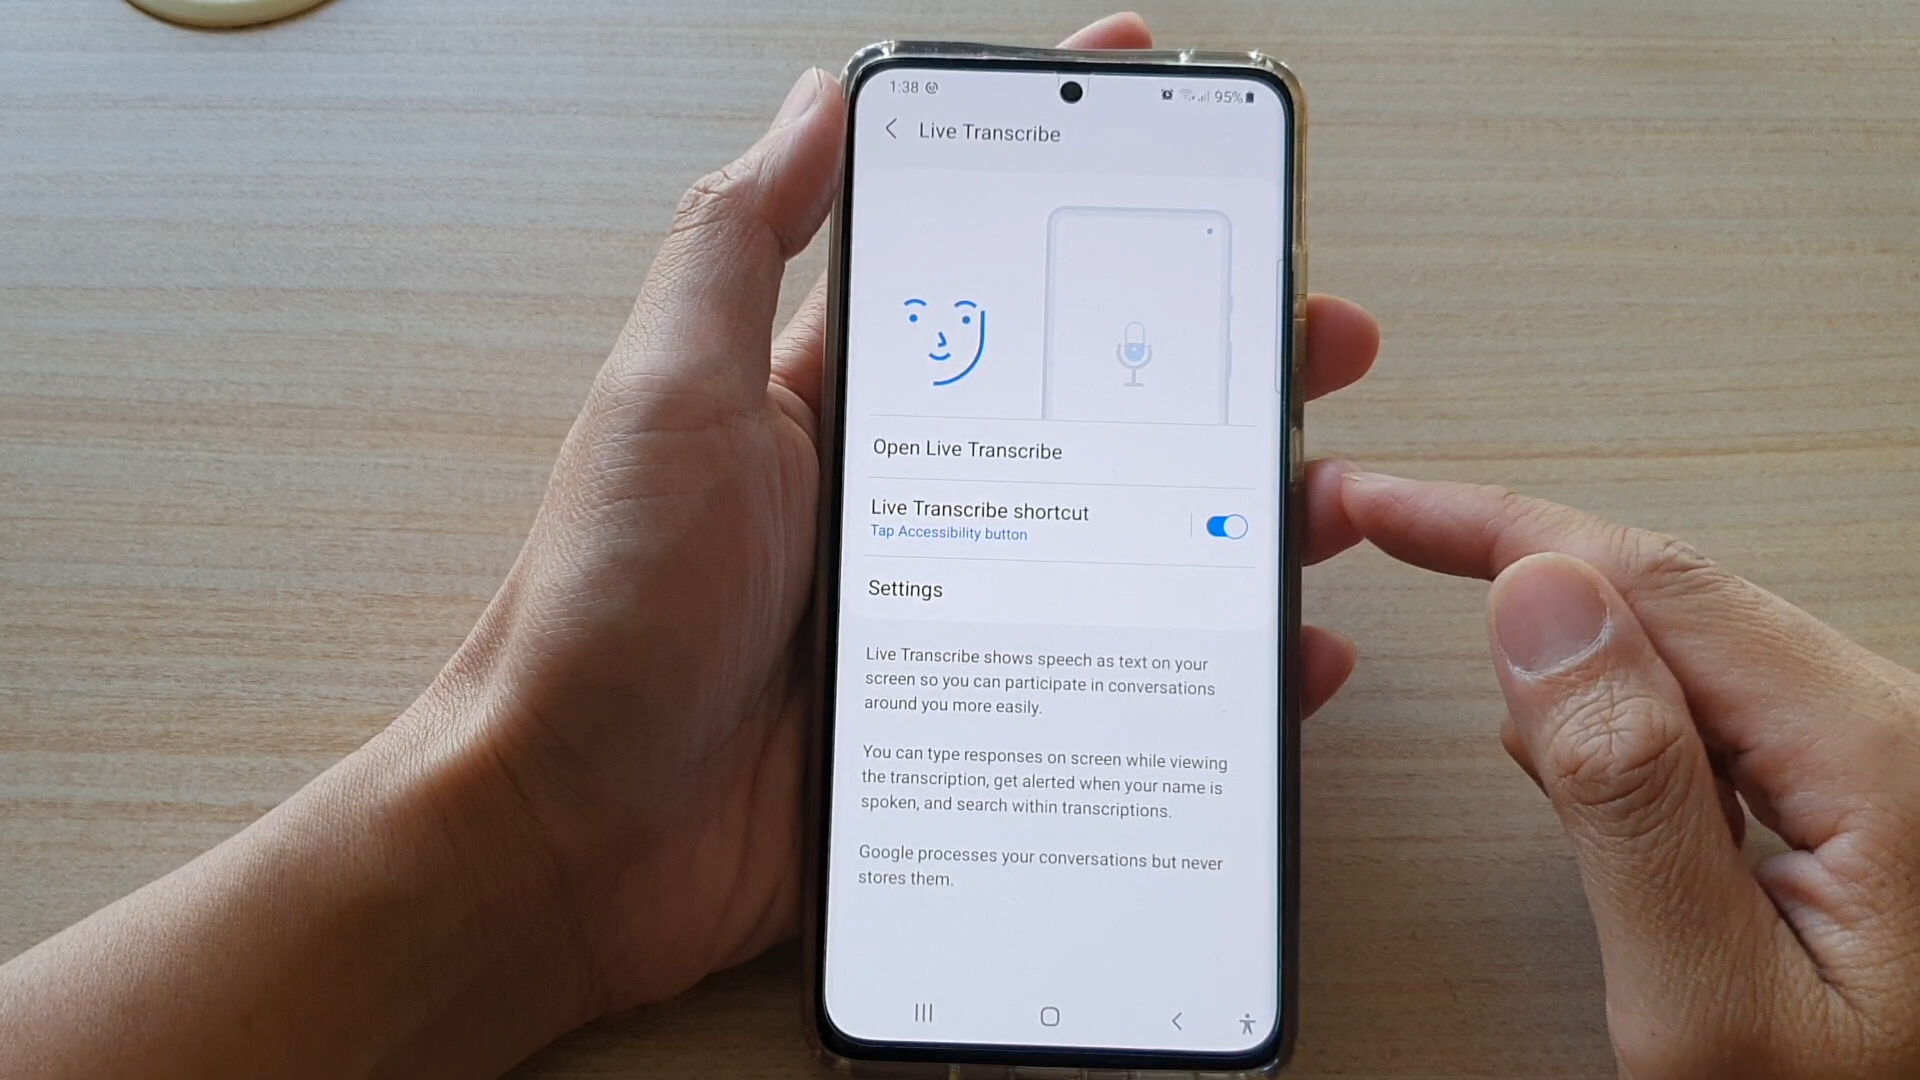 1:38
95%
Live Transcribe
Open Live Transcribe
Live Transcribe shortcut
Tap Accessibility button
Settings
Live Transcribe shows speech as text on your
screen so you can participate in conversations
around you more easily.
You can type responses on screen while viewing
the transcription, get alerted when your name is
spoken, and search within transcriptions.
Google processes your conversations but never
stores them.